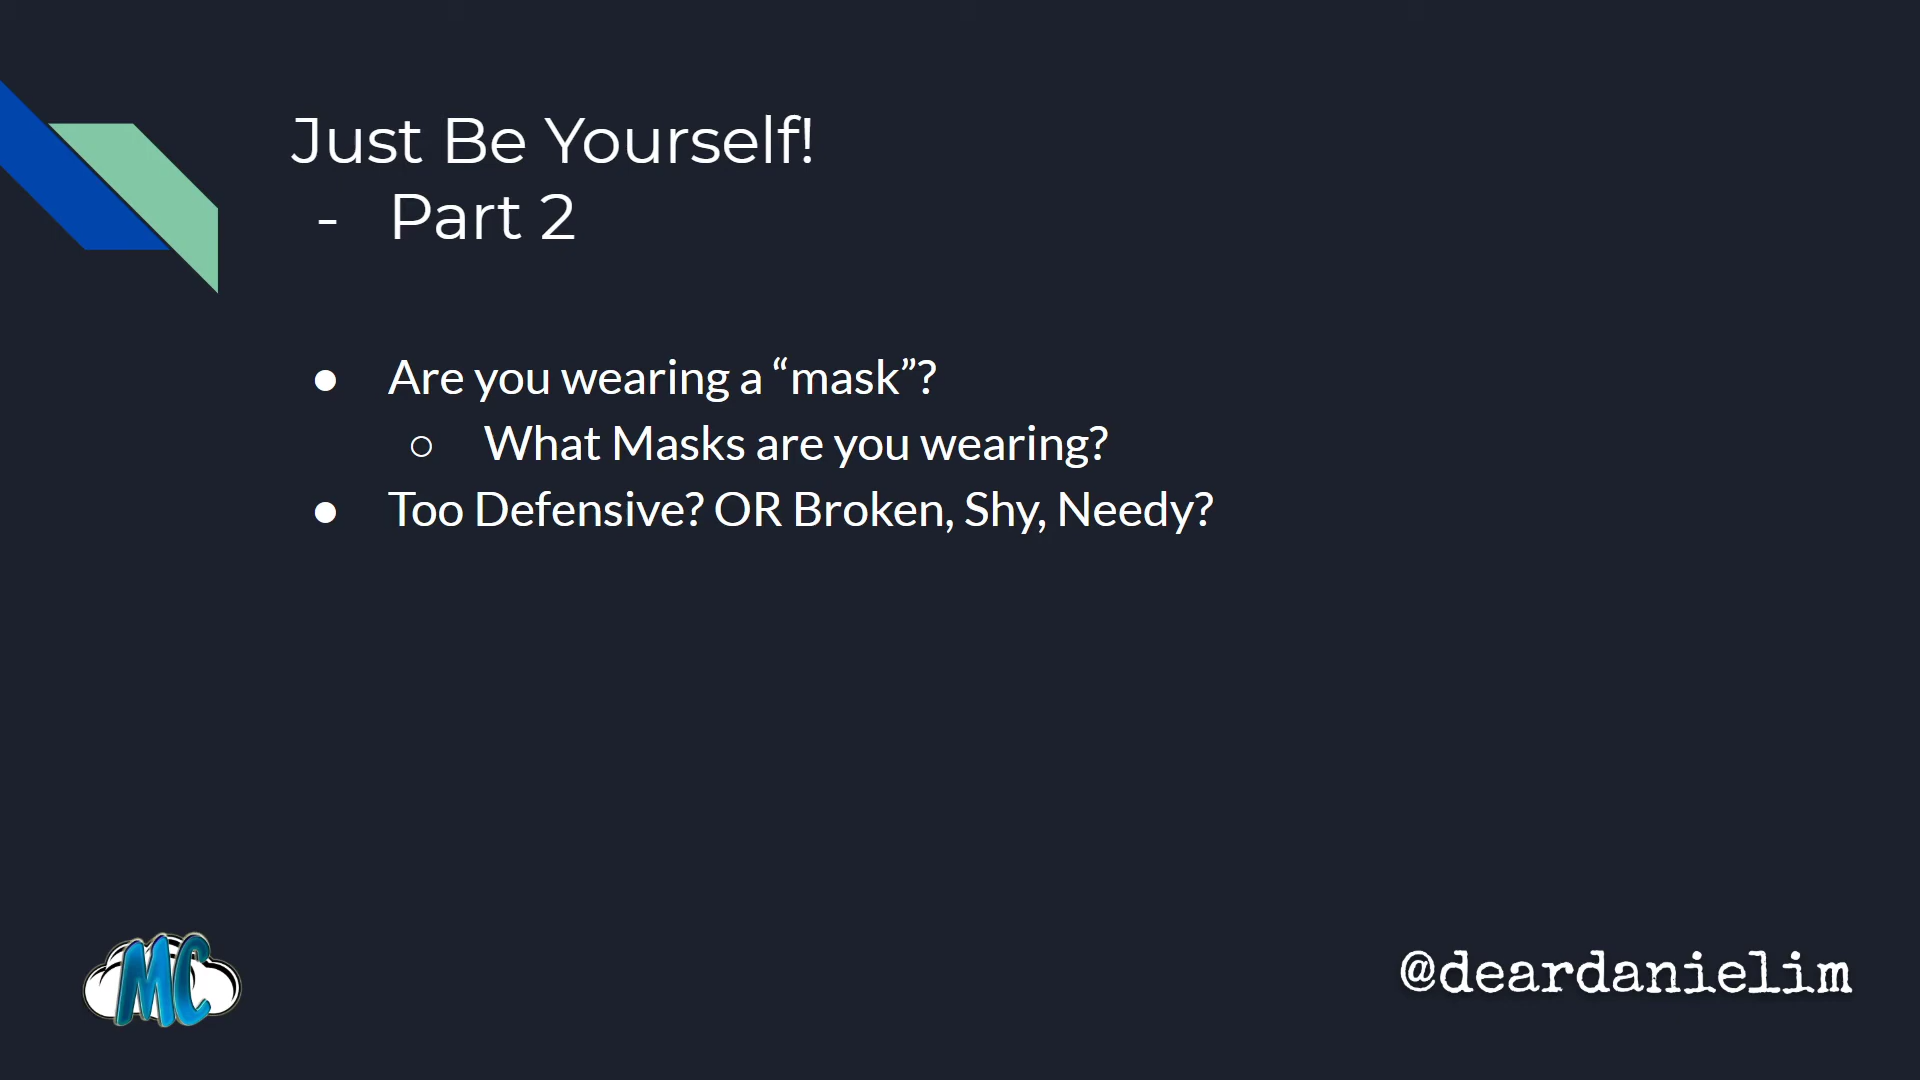 Just Be Yourself!
- Part 2
● Are you wearing a “mask”?
○ What Masks are you wearing?
● Too Defensive? OR Broken, Shy, Needy?
MC
@deardanielim